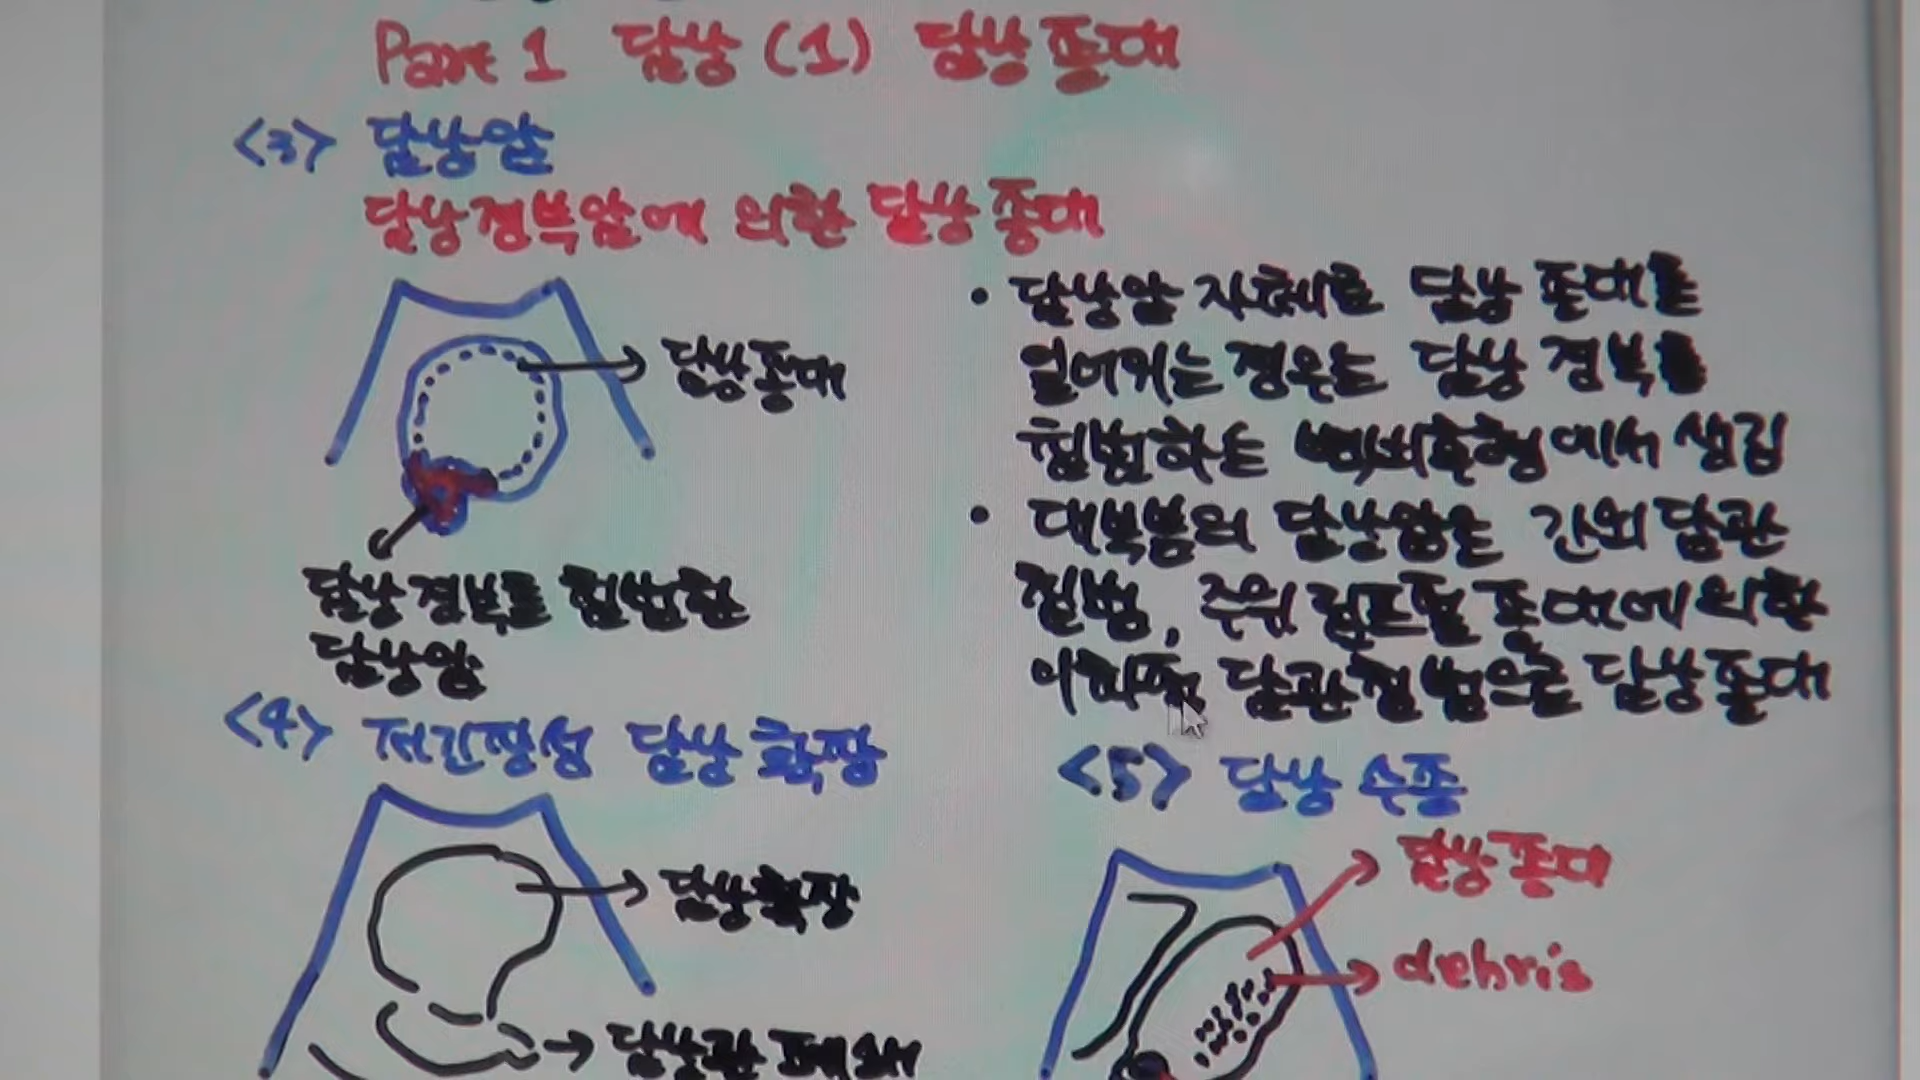 Part 1 담낭 (1) 담낭종대
<3> 담낭암
담낭경부암에 의한 담낭종대
담낭종대
담낭경부를 침범한
담낭암
• 담낭암 자체로 담낭 종대를
일어키는 경우는 담낭 경부를
침범하는 에서 생김
• 대부분의 담낭암은 간외담관
침범, 주위 림프절 종대에 의한
이차적 담관침범으로 담낭종대
<4> 저긴장성 담낭 확장
담낭확장
담낭관 폐쇄
<5> 담낭 수종
담낭종대
debris